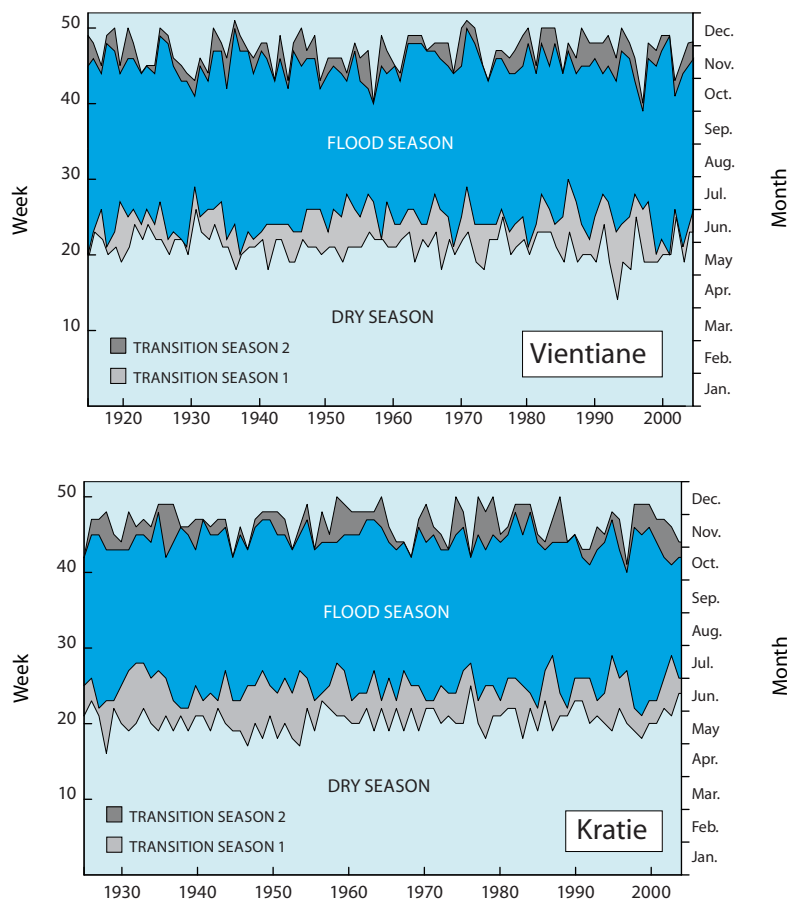 50
40
30
20
10
Week
FLOOD SEASON
DRY SEASON
TRANSITION SEASON 2
TRANSITION SEASON 1
Vientiane
Dec.
Nov.
Oct.
Sep.
Aug.
Jul.
Jun.
May
Apr.
Mar.
Feb.
Jan.
Month
1920 1930 1940 1950 1960 1970 1980 1990 2000
50
40
30
20
10
Week
FLOOD SEASON
DRY SEASON
TRANSITION SEASON 2
TRANSITION SEASON 1
Kratie
Dec.
Nov.
Oct.
Sep.
Aug.
Jul.
Jun.
May
Apr.
Mar.
Feb.
Jan.
Month
1930 1940 1950 1960 1970 1980 1990 2000